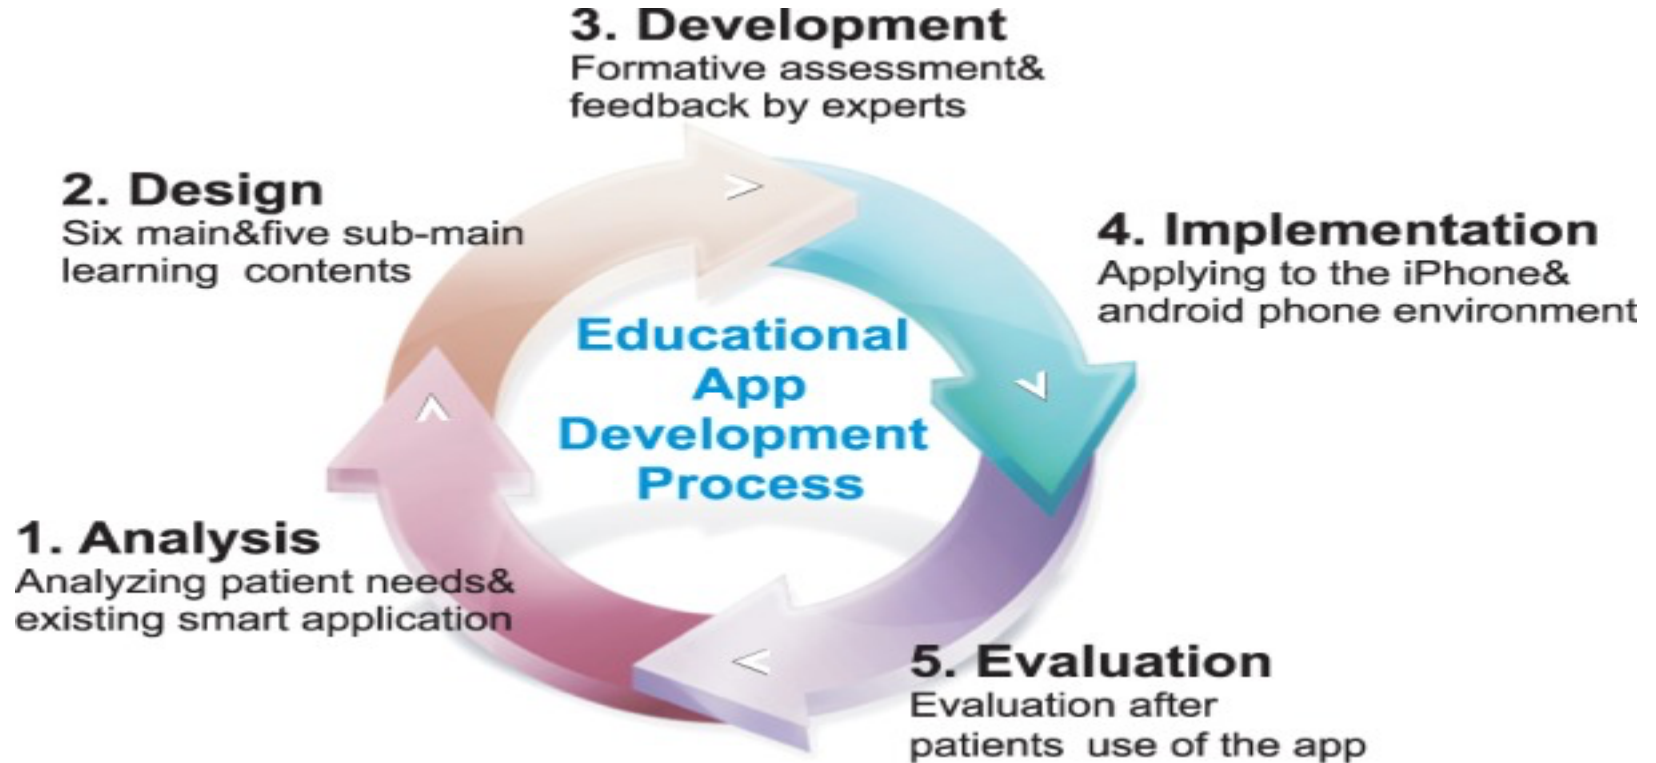 3. Development
Formative assessment&
feedback by experts
2. Design
Six main&five sub-main
learning contents
4. Implementation
Applying to the iPhone&
android phone environment
Educational
App
Development
Process
1. Analysis
Analyzing patient needs&
existing smart application
5. Evaluation
Evaluation after
patients use of the app